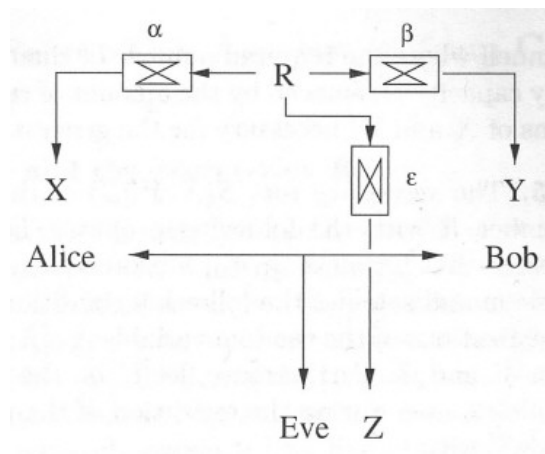 α β
R
ε
X Y
Alice Bob
Eve Z